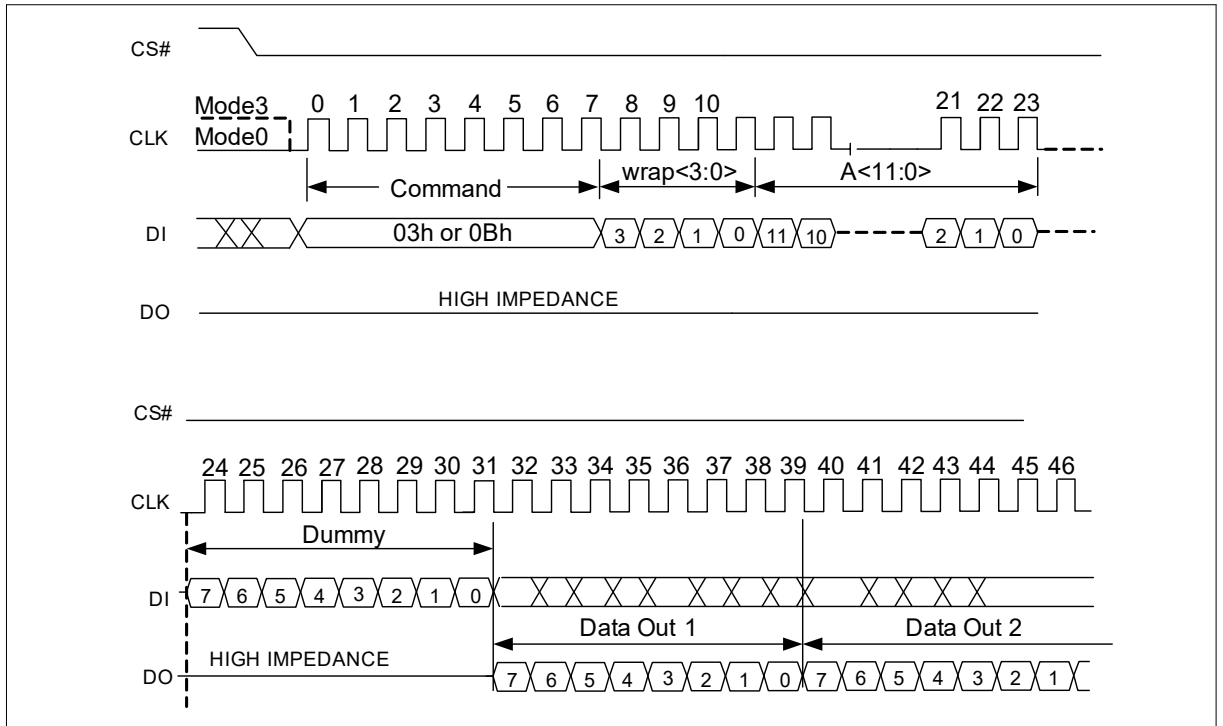 CS#
Mode3 0 1 2 3 4 5 6 7 8 9 10 21 22 23
CLK Mode0
Command wrap<3:0> A<11:0>
DI 03h or 0Bh 3 2 1 0 11 10 2 1 0
HIGH IMPEDANCE
DO
CS#
24 25 26 27 28 29 30 31 32 33 34 35 36 37 38 39 40 41 42 43 44 45 46
CLK
Dummy
DI 7 6 5 4 3 2 1 0
Data Out 1 Data Out 2
HIGH IMPEDANCE
DO 7 6 5 4 3 2 1 0 7 6 5 4 3 2 1